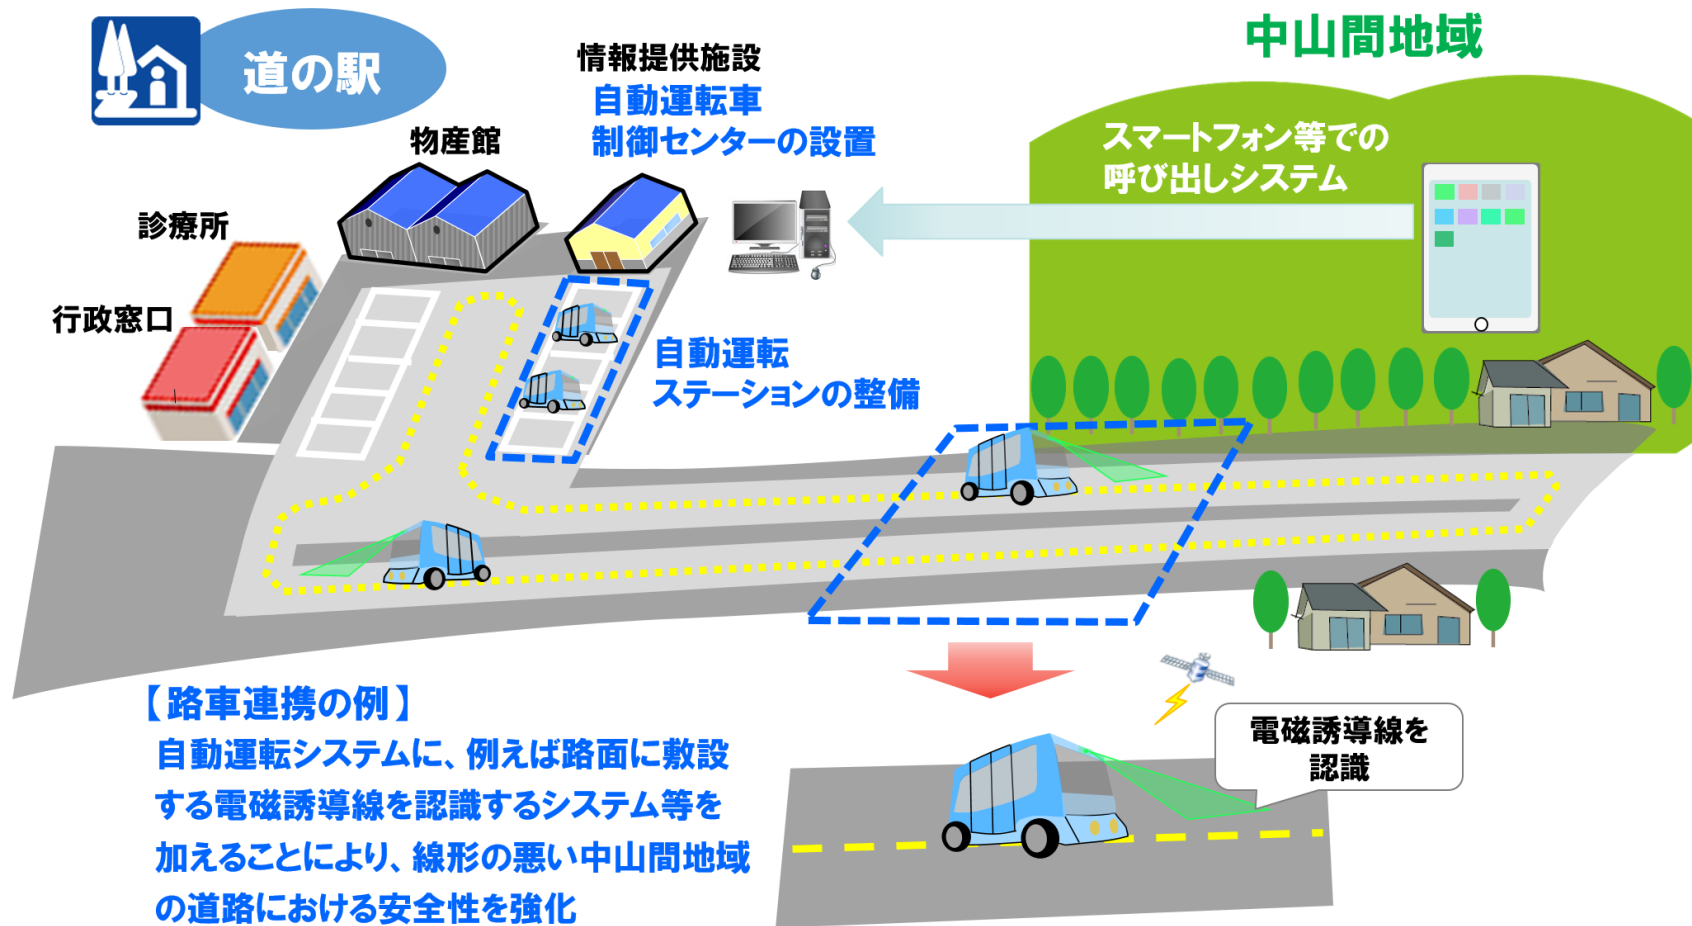 道の駅
情報提供施設
自動運転車
制御センターの設置
中山間地域
スマートフォン等での
呼び出しシステム
物産館
診療所
行政窓口
自動運転
ステーションの整備
【路車連携の例】
自動運転システムに、例えば路面に敷設
する電磁誘導線を認識するシステム等を
加えることにより、線形の悪い中山間地域
の道路における安全性を強化
電磁誘導線を
認識